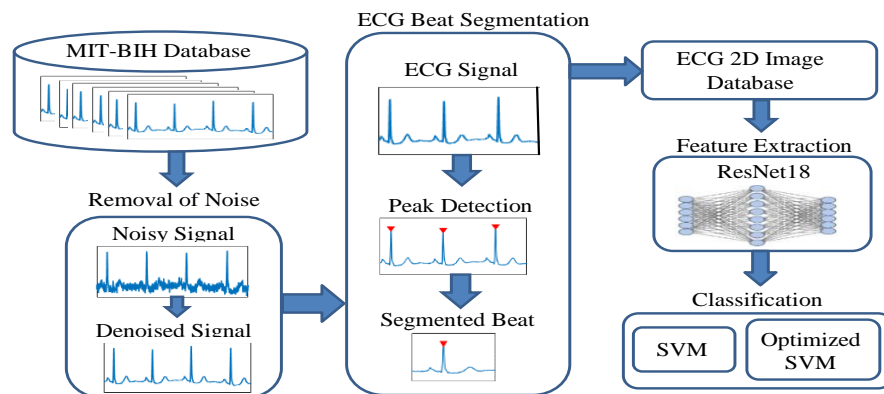 MIT-BIH Database
Removal of Noise
Noisy Signal
Denoised Signal
ECG Beat Segmentation
ECG Signal
Peak Detection
Segmented Beat
ECG 2D Image
Database
Feature Extraction
ResNet18
Classification
SVM
Optimized
SVM